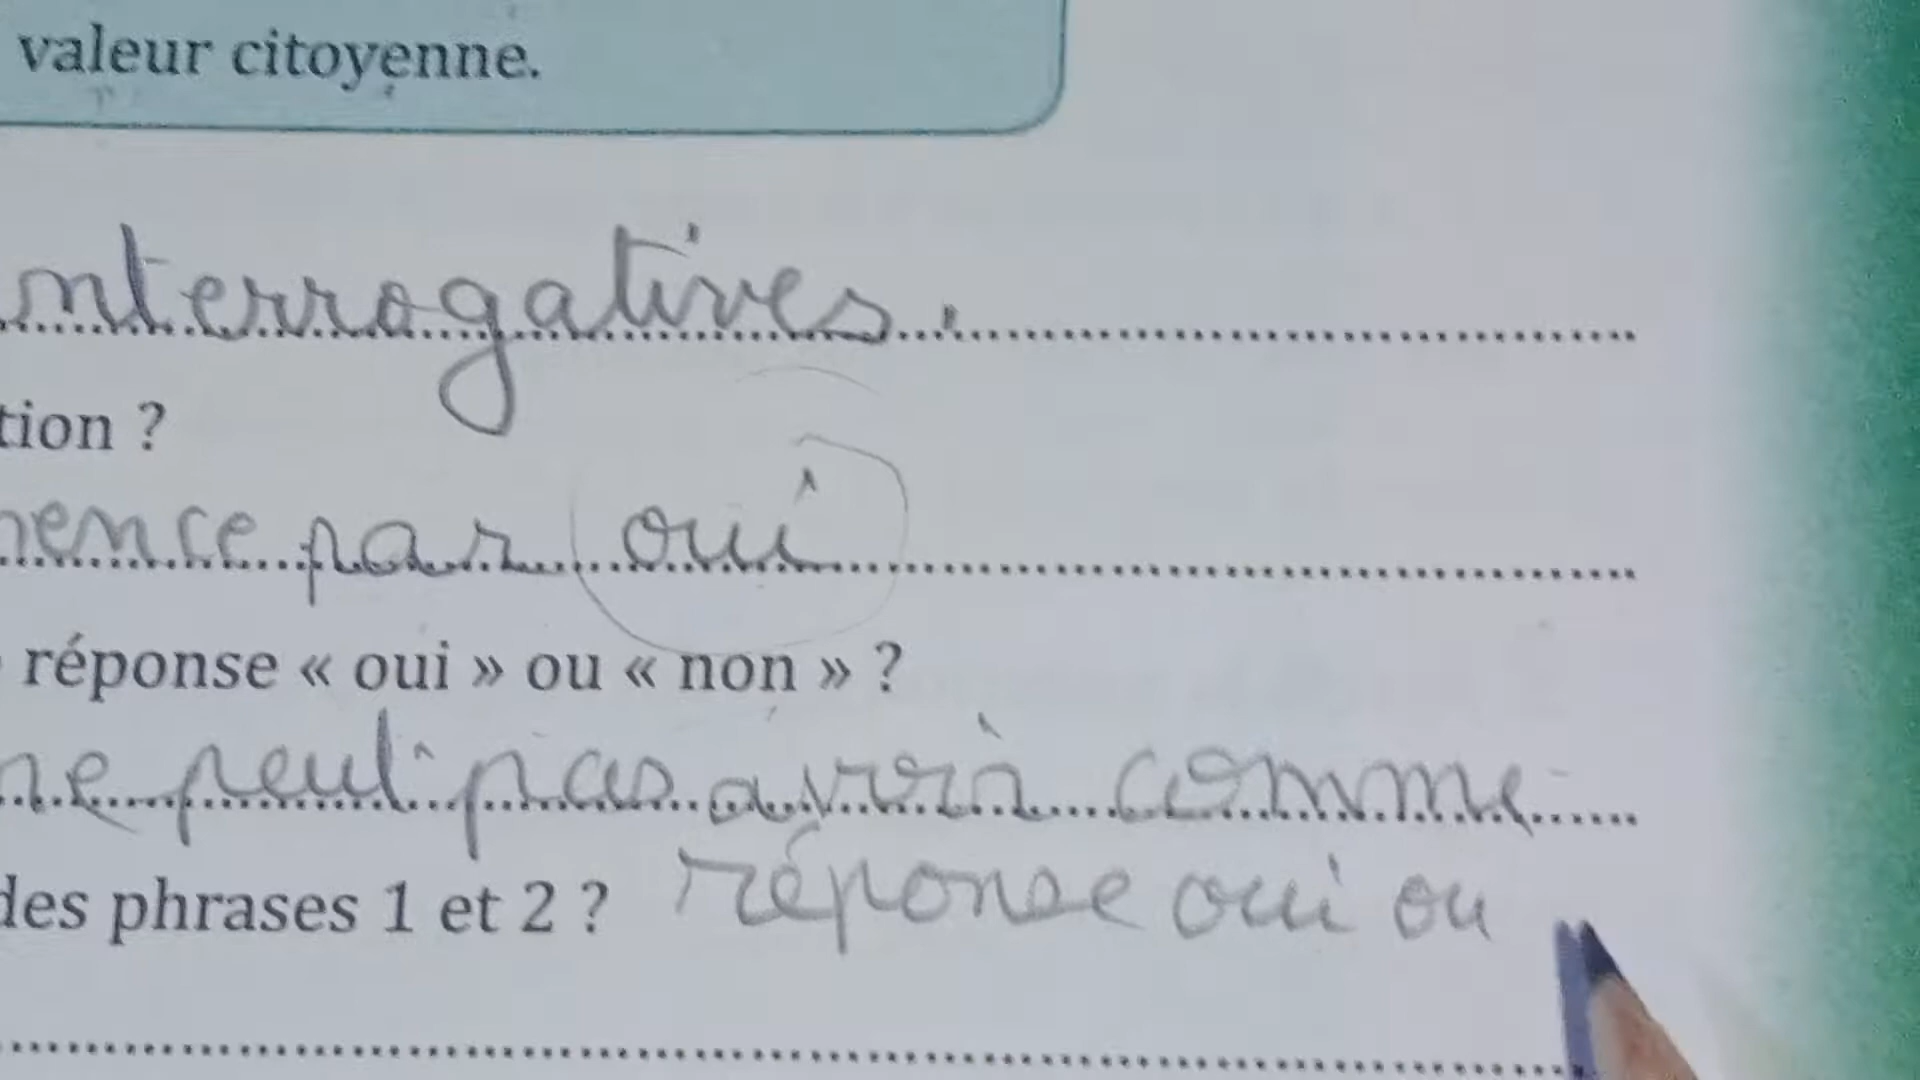 valeur citoyenne.
nterrogatives.
tion ?
mence par oui
réponse « oui » ou « non » ?
ne peut pas avoir comme
des phrases 1 et 2 ? réponse oui ou